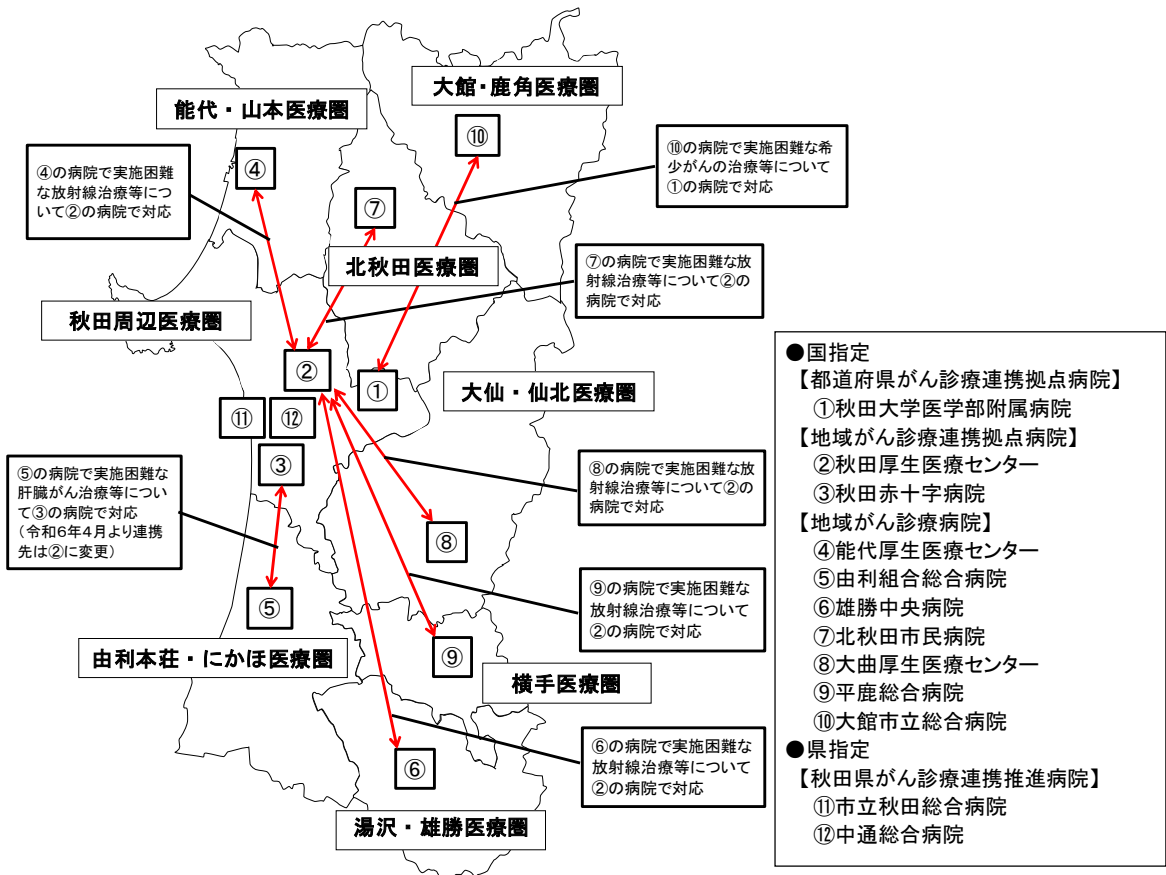 大館・鹿角医療圏
能代・山本医療圏
⑩
④の病院で実施困難
な放射線治療等につ
いて②の病院で対応
④
⑩の病院で実施困難な希
少がんの治療等について
①の病院で対応
⑦
北秋田医療圏
⑦の病院で実施困難な放
射線治療等について②の
病院で対応
秋田周辺医療圏
②
①
大仙・仙北医療圏
⑪
⑫
③
⑤の病院で実施困難な
肝臓がん治療等につい
て③の病院で対応
（令和6年4月より連携
先は②に変更）
⑧の病院で実施困難な放
射線治療等について②の
病院で対応
⑧
⑤
⑨の病院で実施困難な
放射線治療等について
②の病院で対応
由利本荘・にかほ医療圏
⑨
横手医療圏
⑥
⑥の病院で実施困難な
放射線治療等について
②の病院で対応
湯沢・雄勝医療圏
●国指定
【都道府県がん診療連携拠点病院】
①秋田大学医学部附属病院
【地域がん診療連携拠点病院】
②秋田厚生医療センター
③秋田赤十字病院
【地域がん診療病院】
④能代厚生医療センター
⑤由利組合総合病院
⑥雄勝中央病院
⑦北秋田市民病院
⑧大曲厚生医療センター
⑨平鹿総合病院
⑩大館市立総合病院
●県指定
【秋田県がん診療連携推進病院】
⑪市立秋田総合病院
⑫中通総合病院